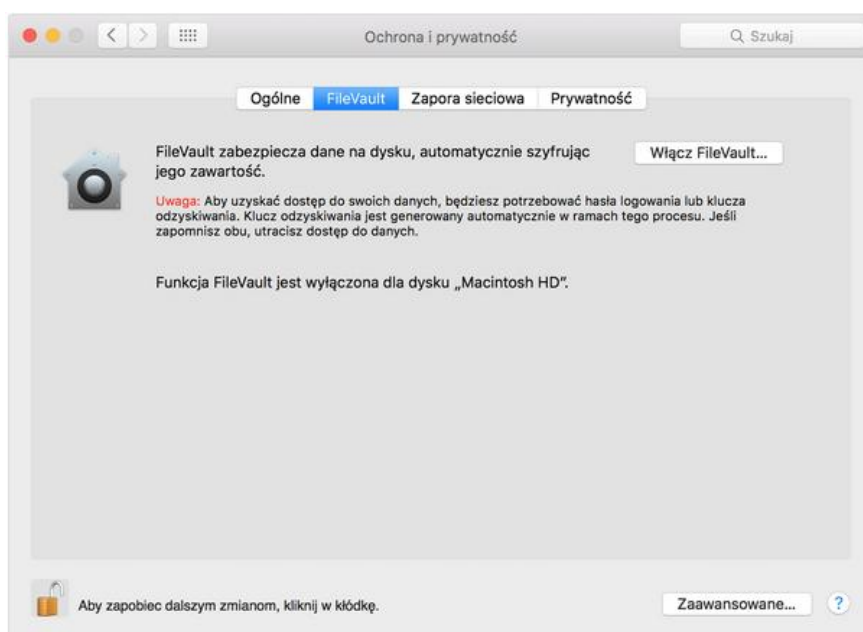 Ochrona i prywatność
Szukaj
Ogólne
FileVault
Zapora sieciowa
Prywatność
FileVault zabezpiecza dane na dysku, automatycznie szyfrując
jego zawartość.
Włącz FileVault...
Uwaga: Aby uzyskać dostęp do swoich danych, będziesz potrzebować hasła logowania lub klucza
odzyskiwania. Klucz odzyskiwania jest generowany automatycznie w ramach tego procesu. Jeśli
zapomnisz obu, utracisz dostęp do danych.
Funkcja FileVault jest wyłączona dla dysku „Macintosh HD”.
Aby zapobiec dalszym zmianom, kliknij w kłódkę.
Zaawansowane...
?